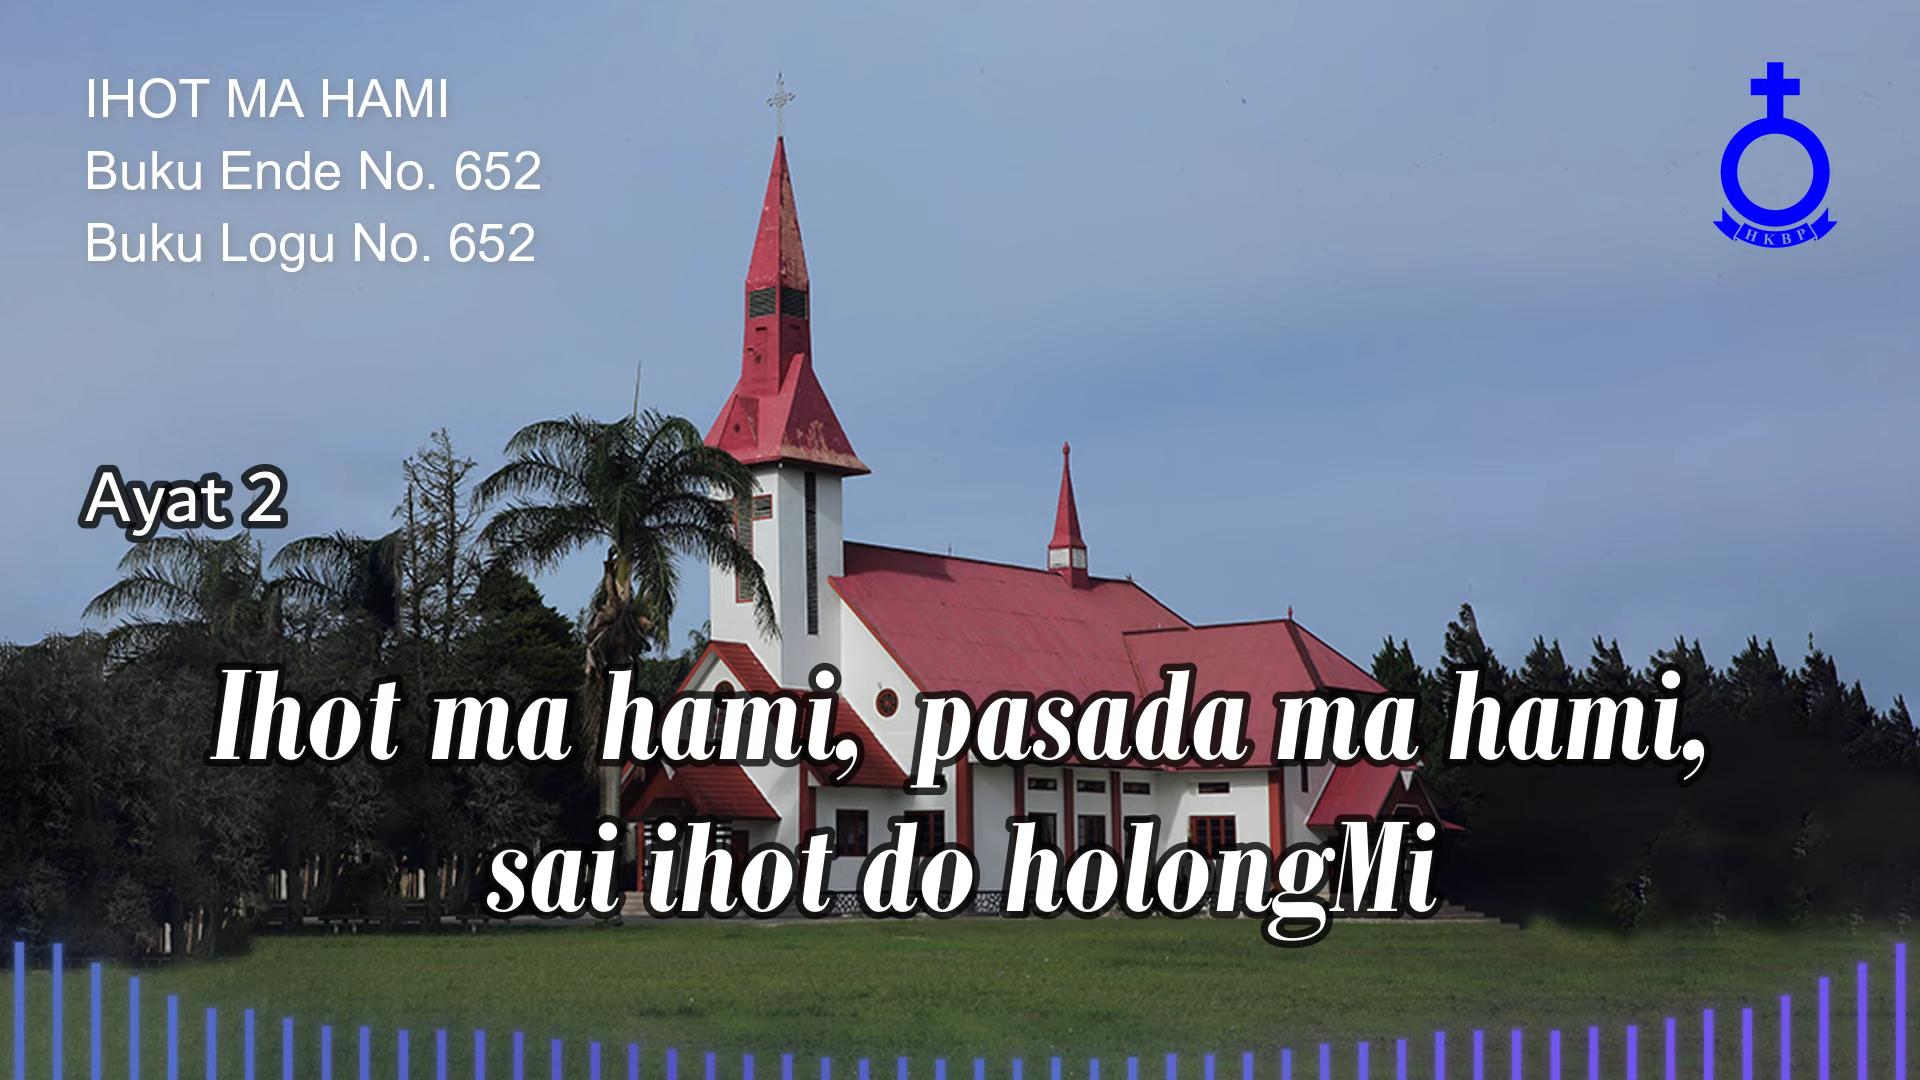 IHOT MA HAMI
Buku Ende No. 652
Buku Logu No. 652
HKBP
Ayat 2
Ihot ma hami, pasada ma hami,
sai ihot do holongMi